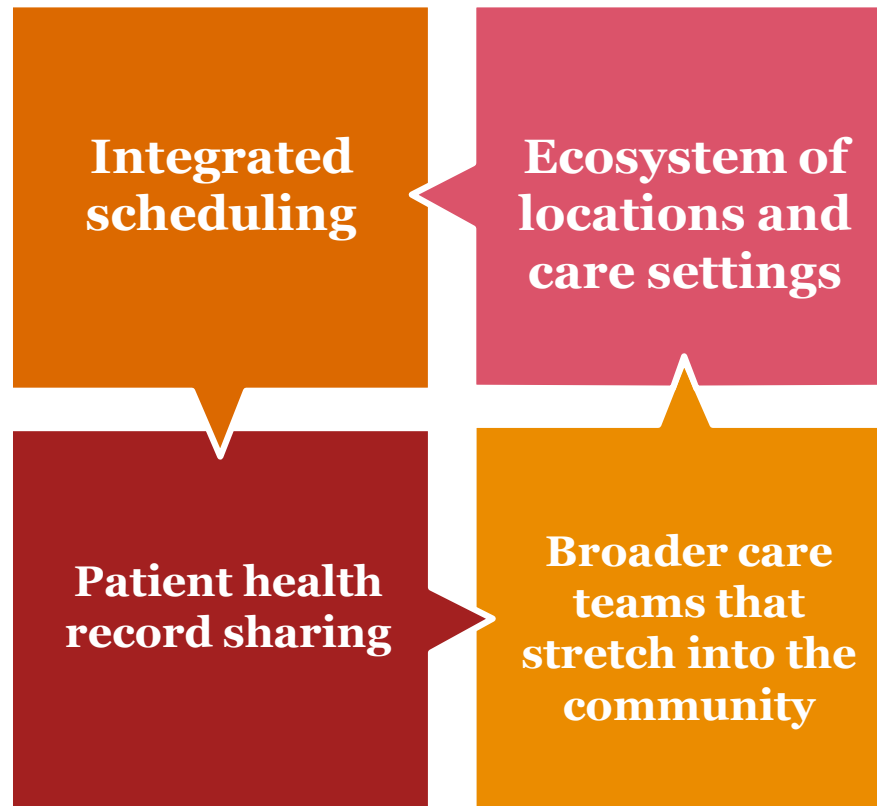 Integrated
scheduling
Ecosystem of
locations and
care settings
Patient health
record sharing
Broader care
teams that
stretch into the
community